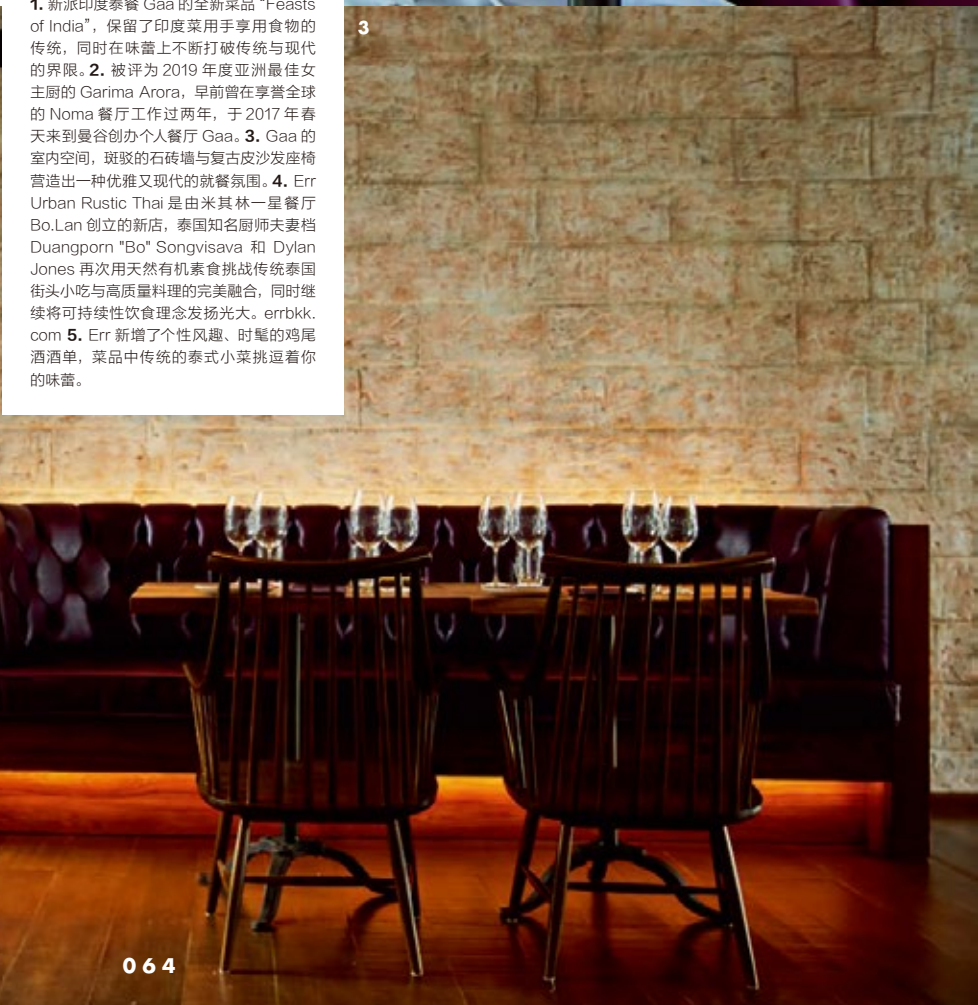 1. 新派印度泰餐 Gaa 的全新菜品 “Feasts
of India”，保留了印度菜用手享用食物的
传统，同时在味蕾上不断打破传统与现代
的界限。2. 被评为 2019 年度亚洲最佳女
主厨的 Garima Arora，早前曾在享誉全球
的 Noma 餐厅工作过两年，于 2017 年春
天来到曼谷创办个人餐厅 Gaa。3. Gaa 的
室内空间，斑驳的石砖墙与复古皮沙发座椅
营造出一种优雅又现代的就餐氛围。4. Err
Urban Rustic Thai 是由米其林一星餐厅
Bo.Lan 创立的新店，泰国知名厨师夫妻档
Duangporn "Bo" Songvisava 和 Dylan
Jones 再次用天然有机素食挑战传统泰国
街头小吃与高质量料理的完美融合，同时继
续将可持续性饮食理念发扬光大。errbkk.
com 5. Err 新增了个性风趣、时髦的鸡尾
酒酒单，菜品中传统的泰式小菜挑逗着你
的味蕾。
3
064